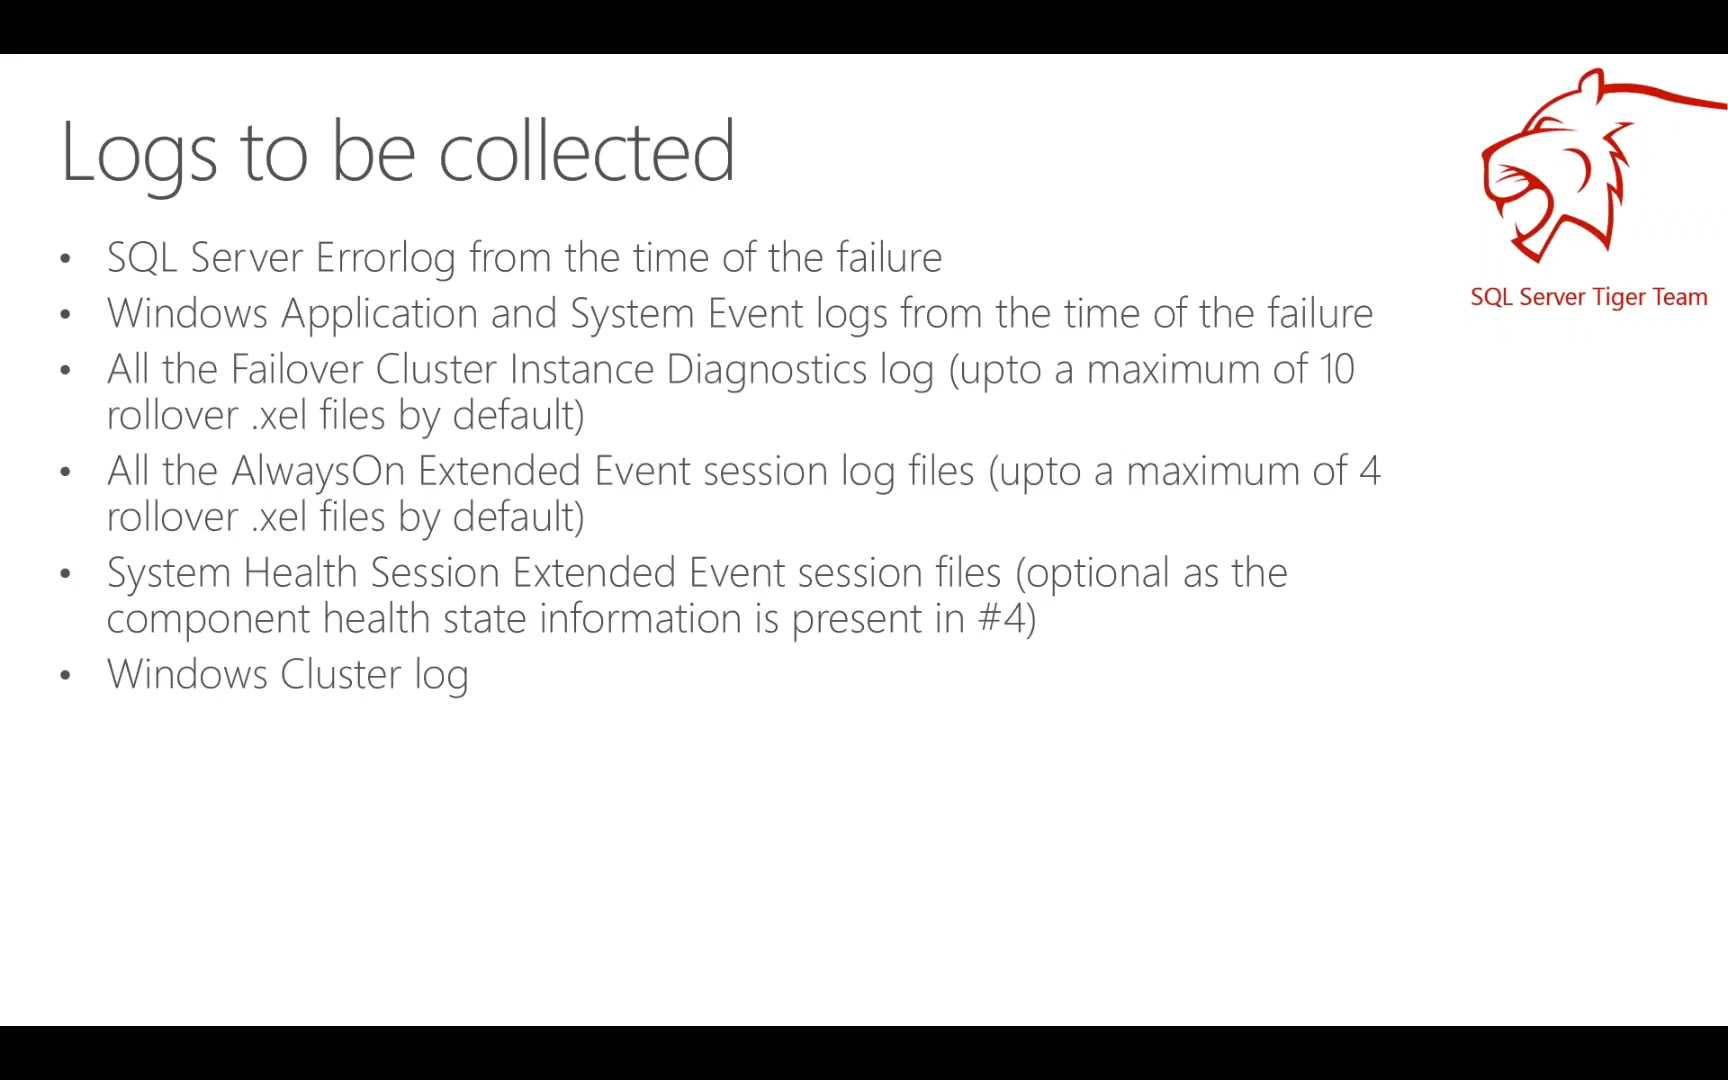 Logs to be collected
• SQL Server Errorlog from the time of the failure
• Windows Application and System Event logs from the time of the failure
• All the Failover Cluster Instance Diagnostics log (upto a maximum of 10
rollover .xel files by default)
• All the AlwaysOn Extended Event session log files (upto a maximum of 4
rollover .xel files by default)
• System Health Session Extended Event session files (optional as the
component health state information is present in #4)
• Windows Cluster log
SQL Server Tiger Team